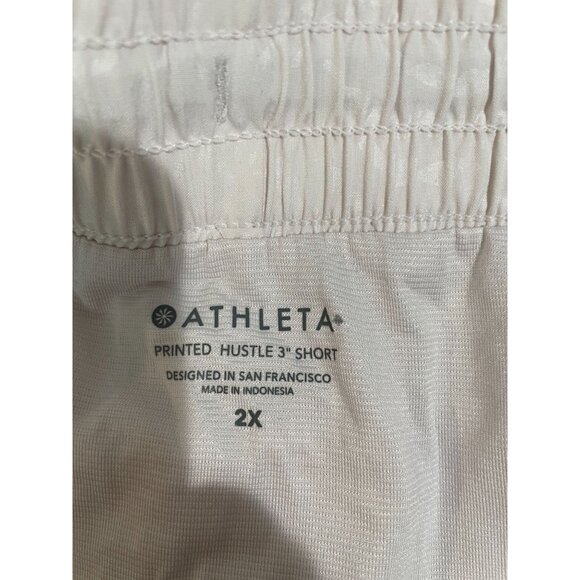 ATHLETA
PRINTED HUSTLE 3" SHORT
DESIGNED IN SAN FRANCISCO
MADE IN INDONESIA
2X